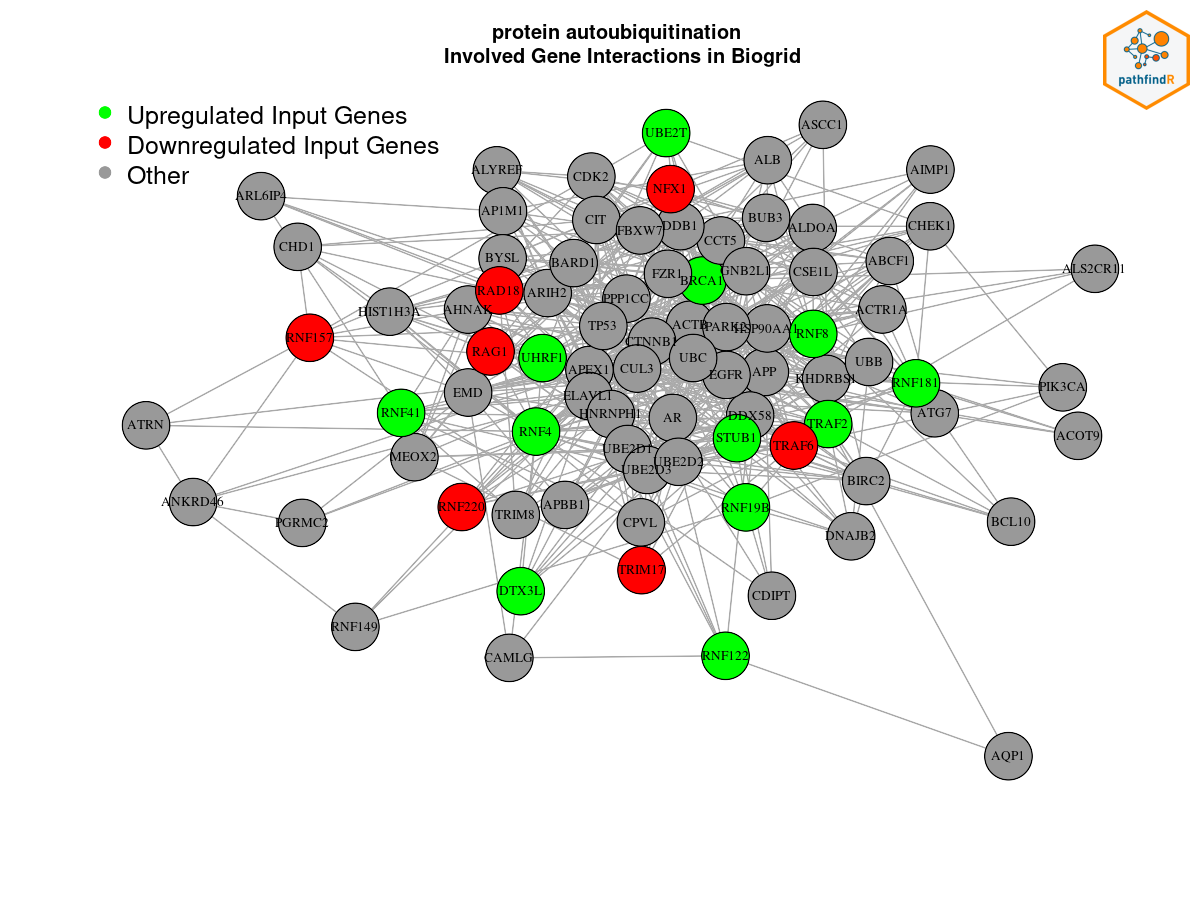 protein autoubiquitination
Involved Gene Interactions in Biogrid
pathfindR
Upregulated Input Genes
Downregulated Input Genes
Other
UBE2T
ASCC1
ALB
ALYREF
CDK2
NFX1
AIMP1
ARL6IP4
AP1M1
CIT
FBXW7
DDB1
BUB3
ALDOA
CHEK1
CHD1
CCT5
BYSL
BARD1
FZR1
BRCA1
GNB2L1
CSE1L
ABCF1
ALS2CR11
RAD18
ARIH2
PPP1CC
HIST1H3A
AHNAK
ACTR1A
RNF157
TP53
ACTB
PARK2
HSP90AA1
RNF8
RAG1
UHRF1
CTNNB1
UBC
UBB
APEX1
CUL3
EGFR
APP
KHDRBS1
RNF181
PIK3CA
EMD
ELAVL1
RNF41
HNRNPH1
AR
DDX58
ATG7
ATRN
RNF4
STUB1
TRAF2
TRAF6
ACOT9
MEOX2
UBE2D1
UBE2D3
UBE2D2
BIRC2
ANKRD46
PGRMC2
RNF220
TRIM8
APBB1
CPVL
RNF19B
DNAJB2
BCL10
TRIM17
DTX3L
CDIPT
RNF149
CAMLG
RNF122
AQP1